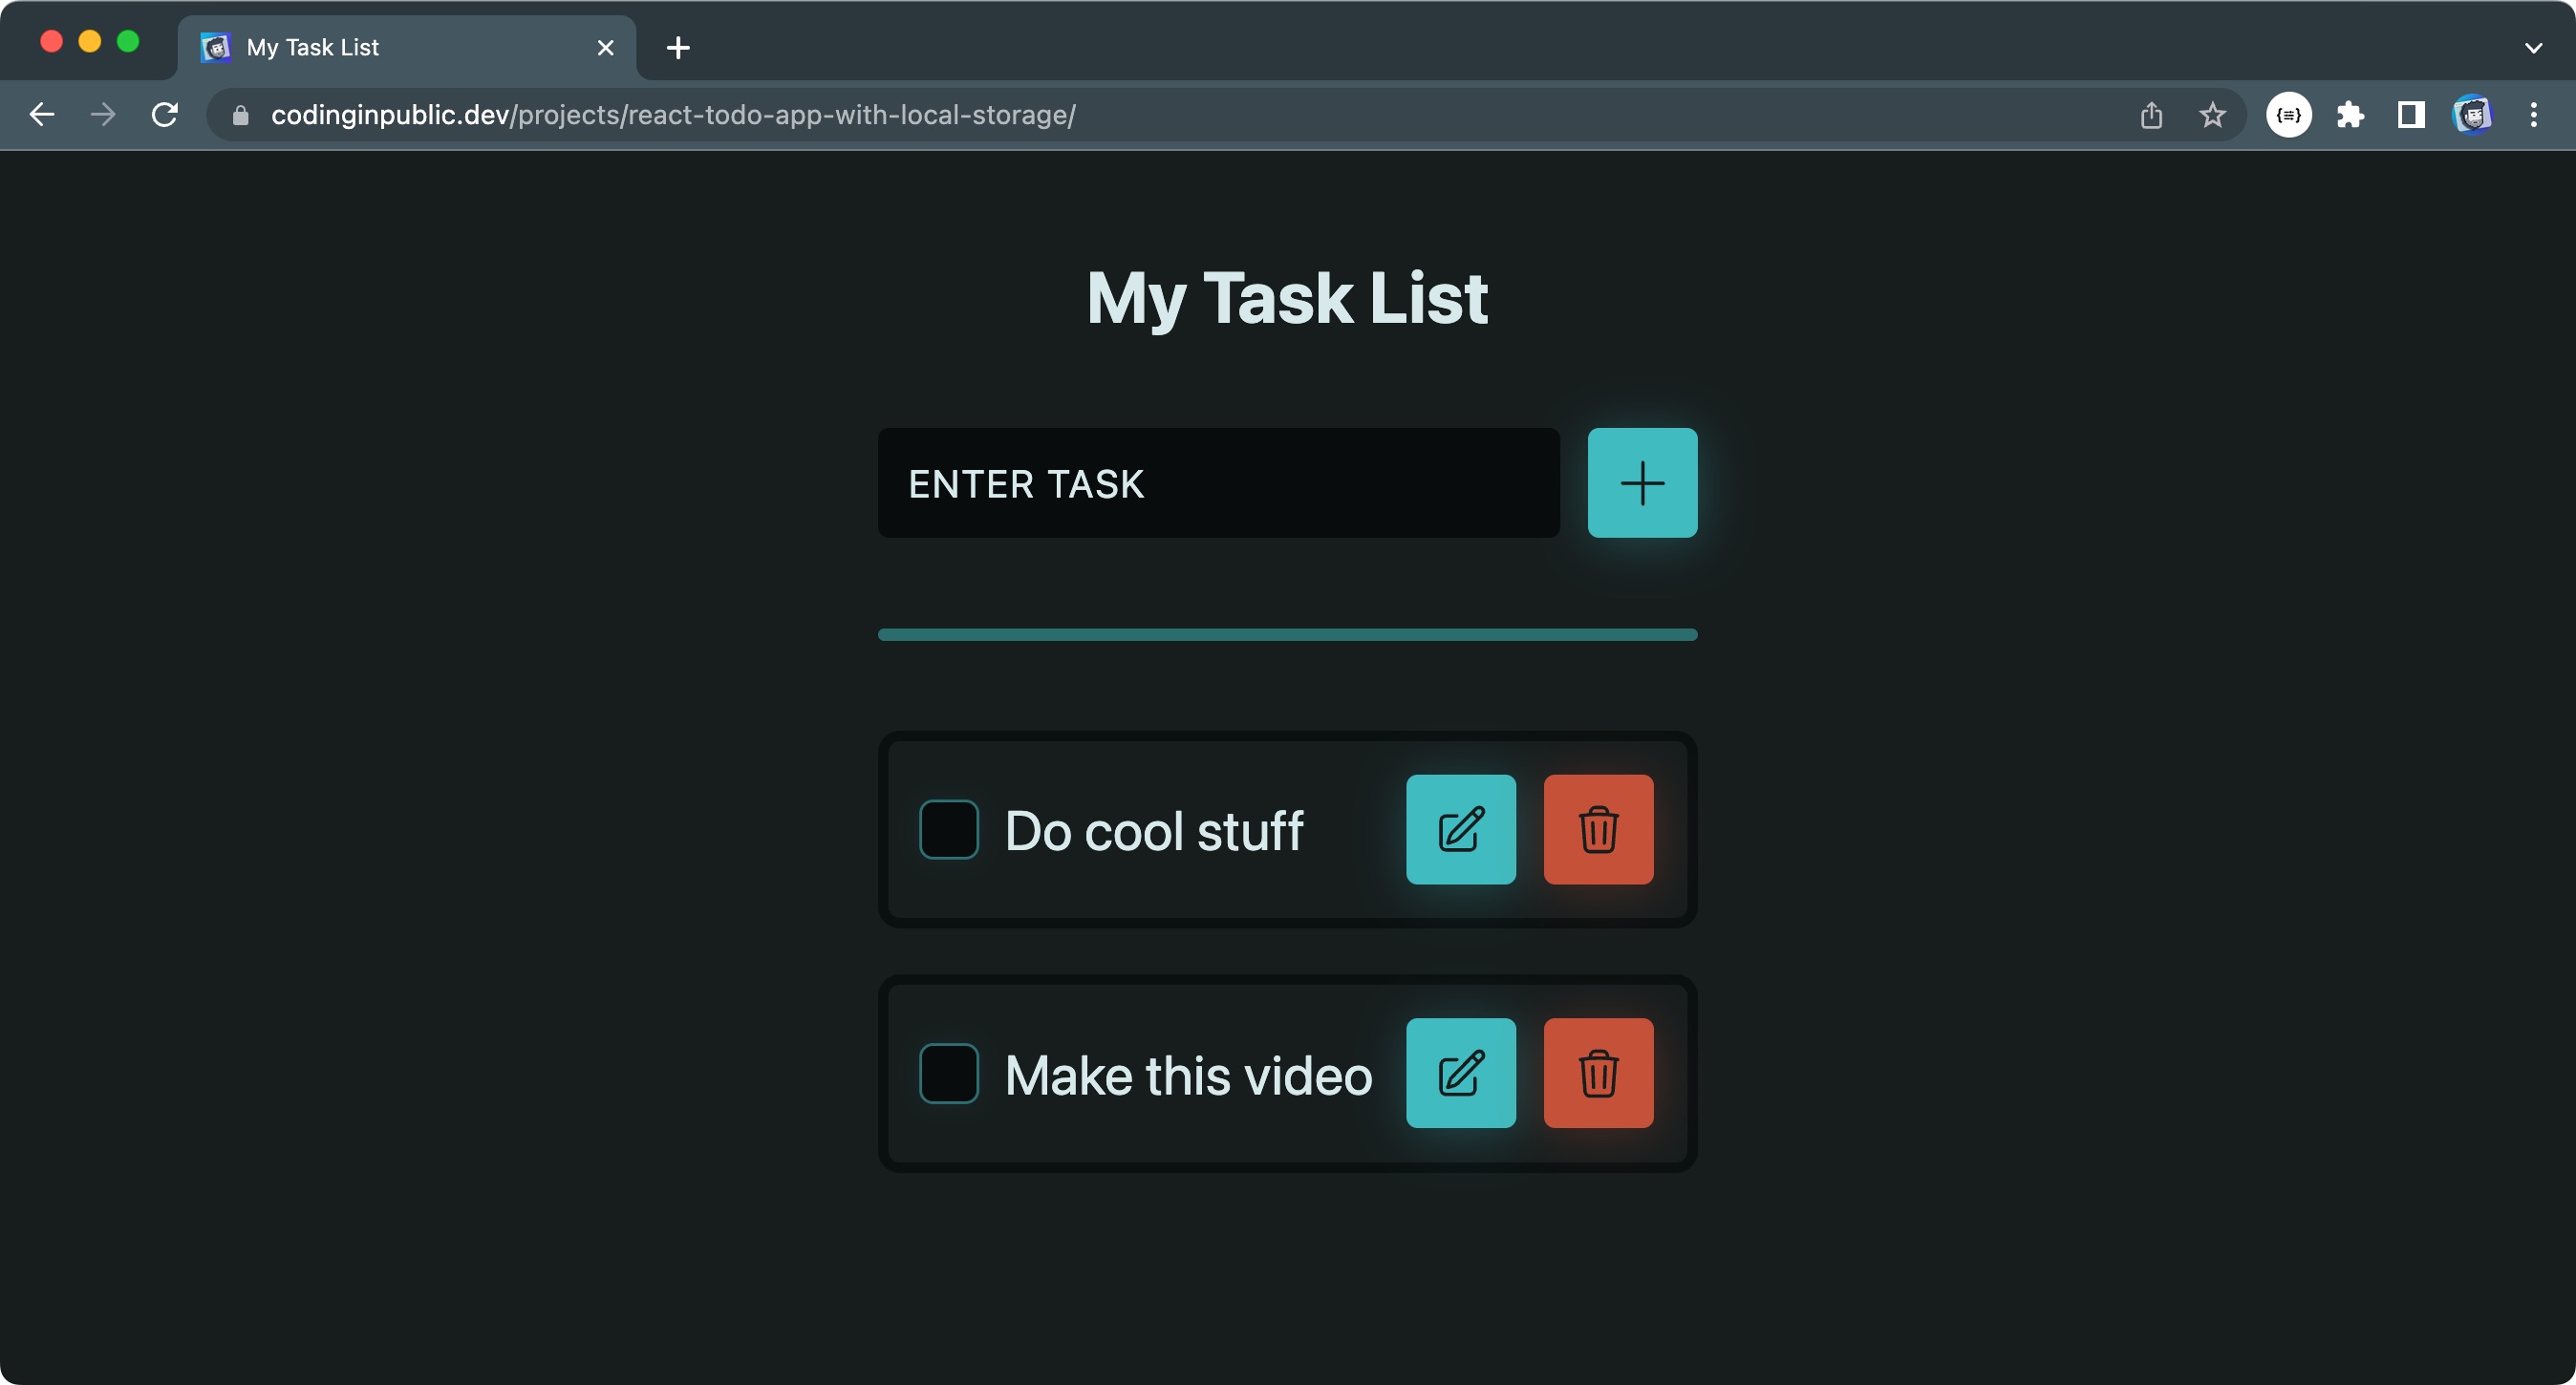 My Task List
codinginpublic.dev/projects/react-todo-app-with-local-storage/
My Task List
ENTER TASK
Do cool stuff
Make this video